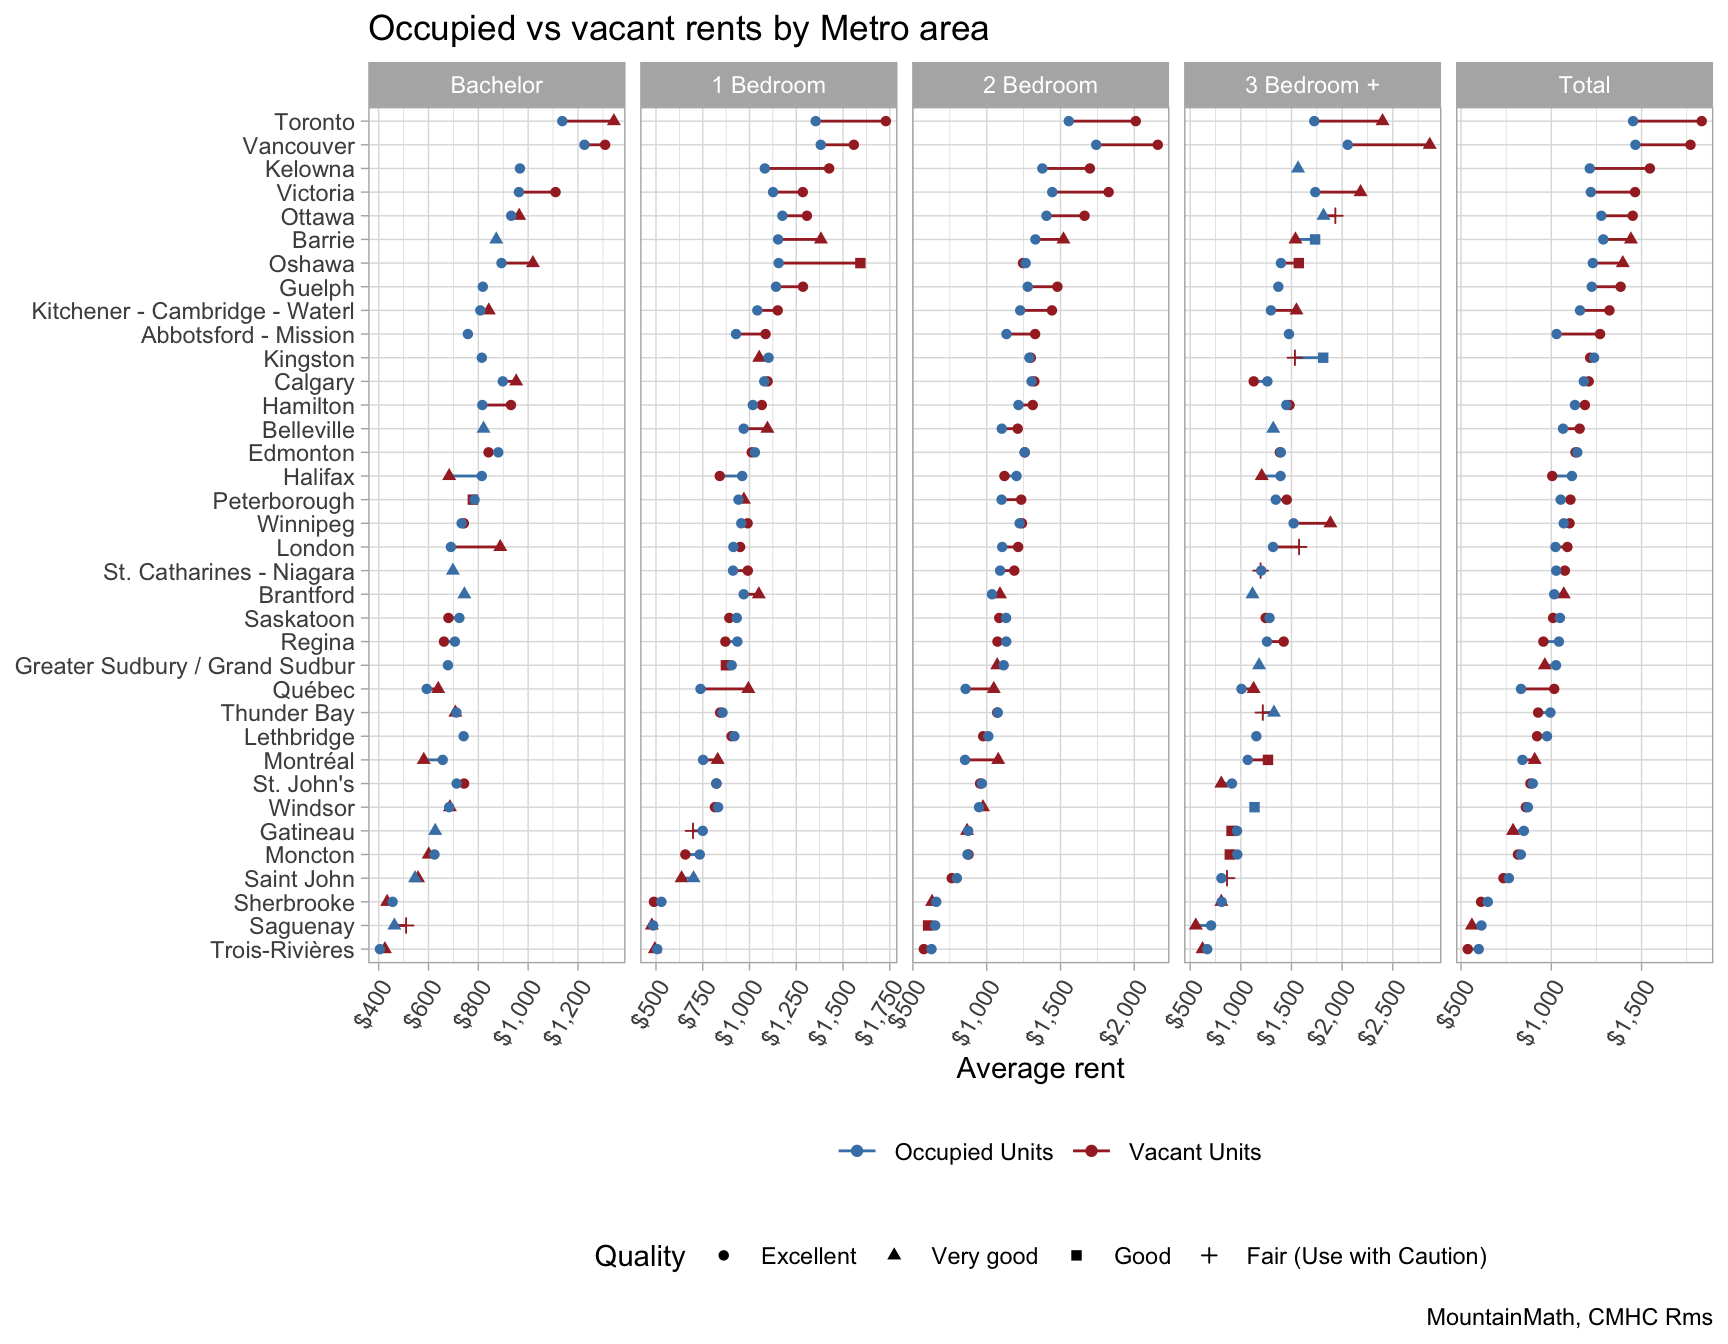 Occupied vs vacant rents by Metro area
Bachelor
1 Bedroom
2 Bedroom
3 Bedroom +
Total
Toronto
Vancouver
Kelowna
Victoria
Ottawa
Barrie
Oshawa
Guelph
Kitchener - Cambridge - Waterl
Abbotsford - Mission
Kingston
Calgary
Hamilton
Belleville
Edmonton
Halifax
Peterborough
Winnipeg
London
St. Catharines - Niagara
Brantford
Saskatoon
Regina
Greater Sudbury / Grand Sudbur
Québec
Thunder Bay
Lethbridge
Montréal
St. John's
Windsor
Gatineau
Moncton
Saint John
Sherbrooke
Saguenay
Trois-Rivières
$400 $600 $800 $1,000 $1,200
$500 $750 $1,000 $1,250 $1,500 $1,750
$500 $1,000 $1,500 $2,000
$500 $1,000 $1,500 $2,000 $2,500
$500 $1,000 $1,500
Average rent
Occupied Units Vacant Units
Quality Excellent Very good Good Fair (Use with Caution)
MountainMath, CMHC Rms